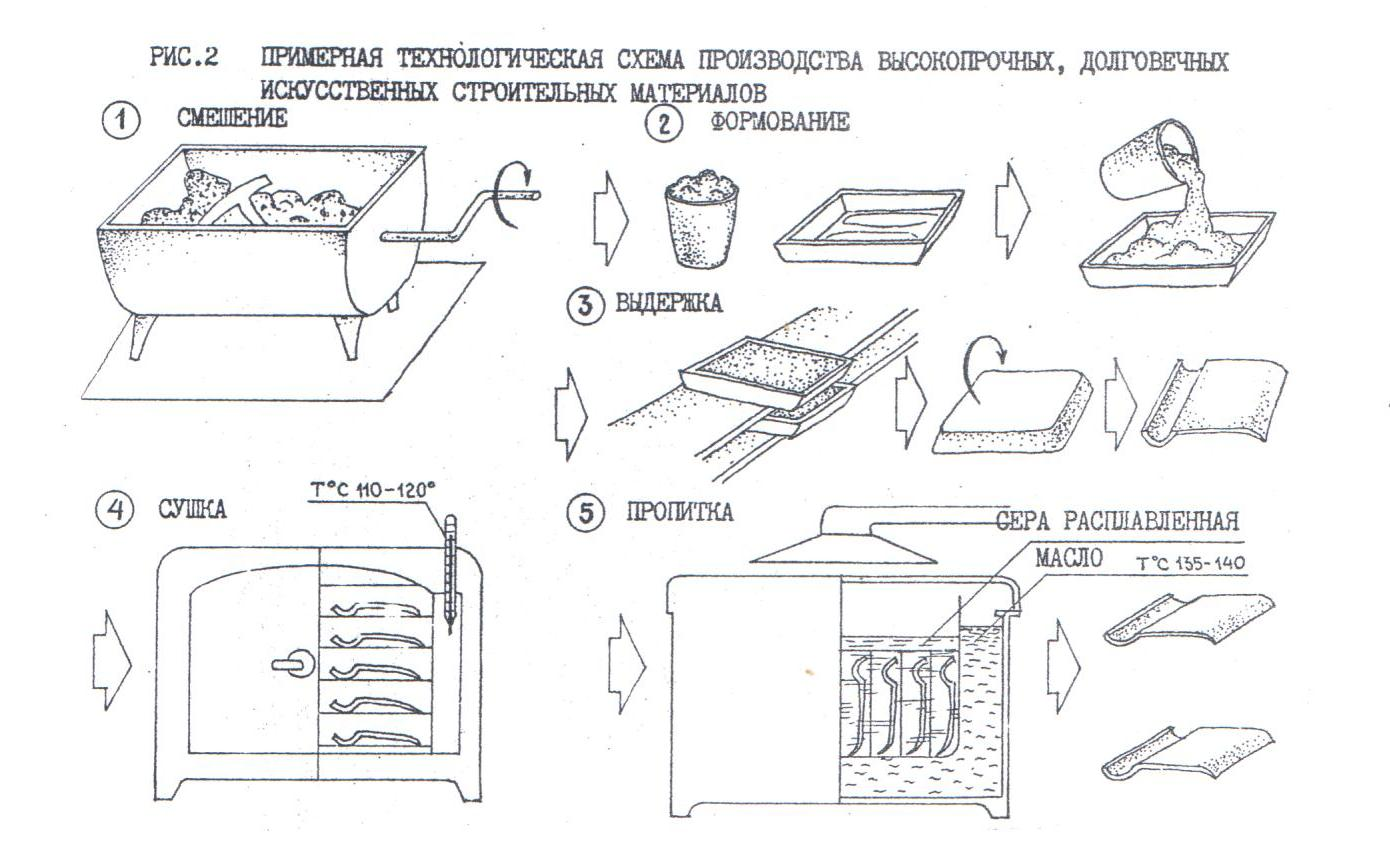 РИС.2 ПРИМЕРНАЯ ТЕХНОЛОГИЧЕСКАЯ СХЕМА ПРОИЗВОДСТВА ВЫСОКОПРОЧНЫХ, ДОЛГОВЕЧНЫХ
ИСКУССТВЕННЫХ СТРОИТЕЛЬНЫХ МАТЕРИАЛОВ
1 СМЕШЕНИЕ
2 ФОРМОВАНИЕ
3 ВЫДЕРЖКА
4 СУШКА
Т°С 110-120°
5 ПРОПИТКА
СЕРА РАСПЛАВЛЕННАЯ
МАСЛО Т°С 135-140